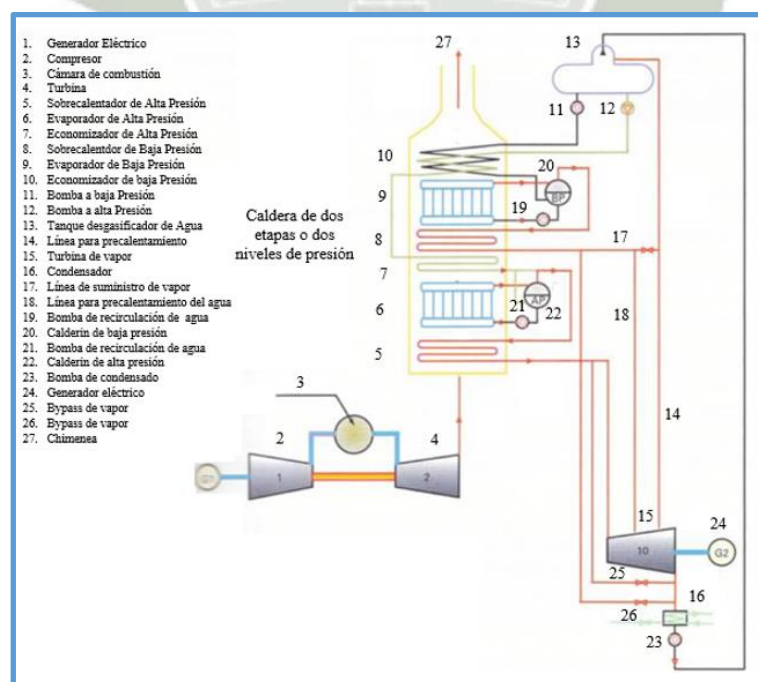 1. Generador Eléctrico
2. Compresor
3. Cámara de combustión
4. Turbina
5. Sobrecalentador de Alta Presión
6. Evaporador de Alta Presión
7. Economizador de Alta Presión
8. Sobrecalentdor de Baja Presión
9. Evaporador de Baja Presión
10. Economizador de baja Presión
11. Bomba a baja Presión
12. Bomba a alta Presión
13. Tanque desgasificador de Agua
14. Línea para precalentamiento
15. Turbina de vapor
16. Condensador
17. Línea de suministro de vapor
18. Línea para precalentamiento del agua
19. Bomba de recirculación de agua
20. Calderin de baja presión
21. Bomba de recirculación de agua
22. Calderin de alta presión
23. Bomba de condensado
24. Generador eléctrico
25. Bypass de vapor
26. Bypass de vapor
27. Chimenea
Caldera de dos
etapas o dos
niveles de presión
27
13
11
12
10
20
9
BP
19
8
17
7
AP
6
21
22
18
5
3
2
4
14
G1
1
2
15
24
10
G2
25
16
26
23